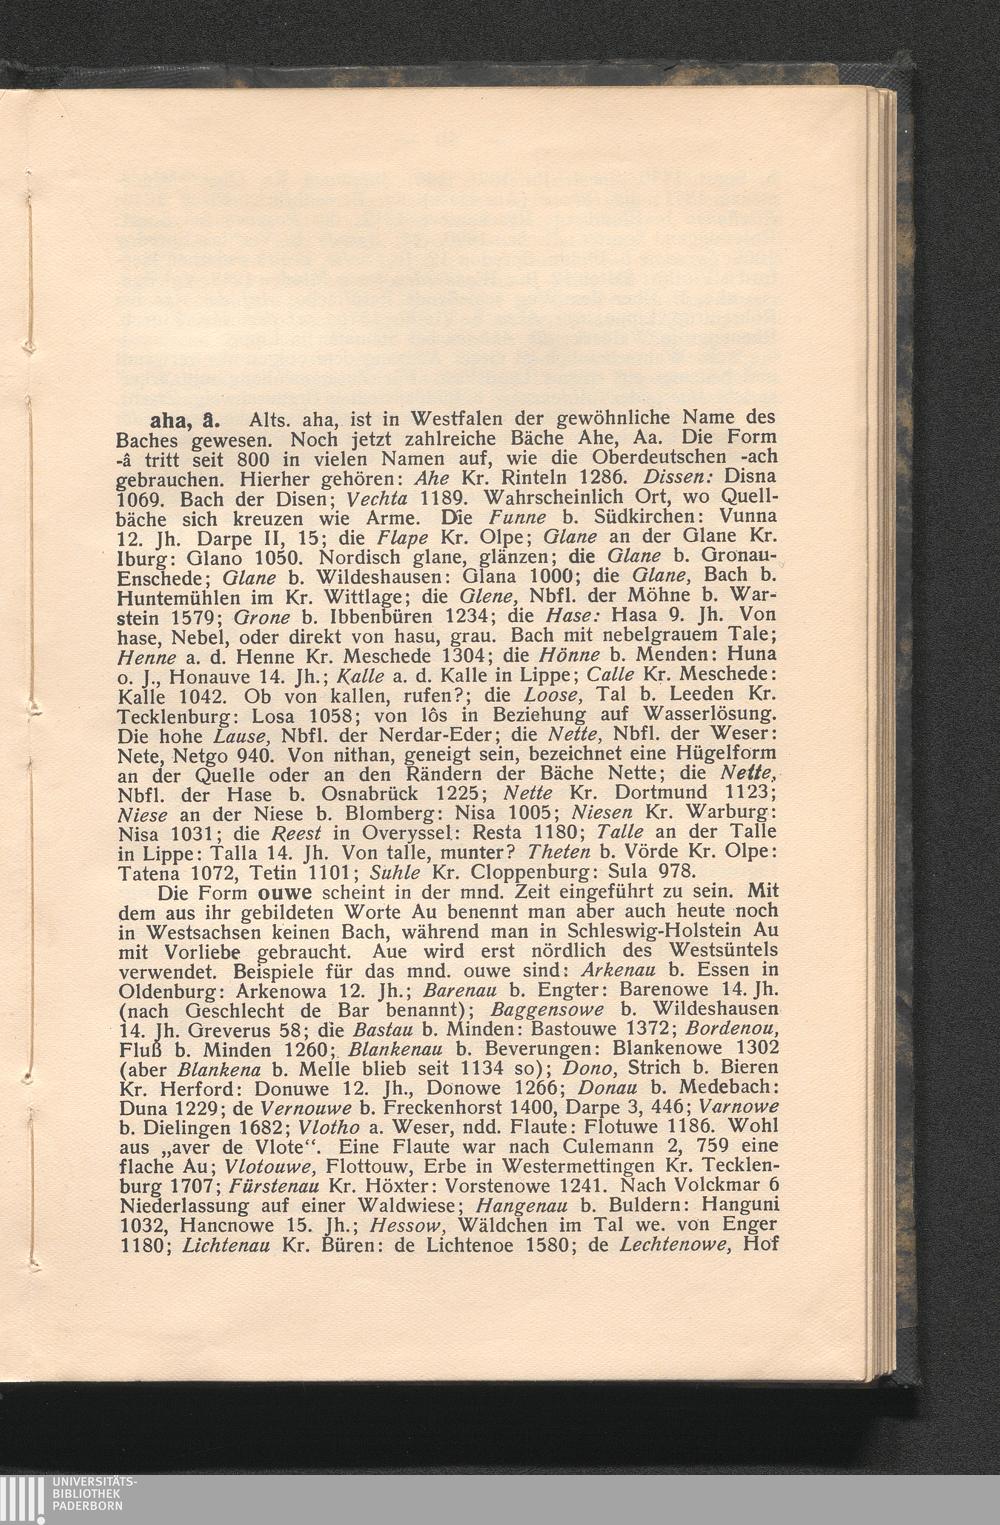 aha, â. Alts. aha, ist in Westfalen der gewöhnliche Name des
Baches gewesen. Noch jetzt zahlreiche Bäche Ahe, Aa. Die Form
-â tritt seit 800 in vielen Namen auf, wie die Oberdeutschen -ach
gebrauchen. Hierher gehören: Ahe Kr. Rinteln 1286. Dissen: Disna
1069. Bach der Disen; Vechta 1189. Wahrscheinlich Ort, wo Quell-
bäche sich kreuzen wie Arme. Die Funne b. Südkirchen: Vunna
12. Jh. Darpe II, 15; die Flape Kr. Olpe; Glane an der Glane Kr.
Iburg: Glano 1050. Nordisch glane, glänzen; die Glane b. Gronau-
Enschede; Glane b. Wildeshausen: Glana 1000; die Glane, Bach b.
Huntemühlen im Kr. Wittlage; die Glene, Nbfl. der Möhne b. War-
stein 1579; Grone b. Ibbenbüren 1234; die Hase: Hasa 9. Jh. Von
hase, Nebel, oder direkt von hasu, grau. Bach mit nebelgrauem Tale;
Henne a. d. Henne Kr. Meschede 1304; die Hönne b. Menden: Huna
o. J., Honauve 14. Jh.; Kalle a. d. Kalle in Lippe; Calle Kr. Meschede:
Kalle 1042. Ob von kallen, rufen?; die Loose, Tal b. Leeden Kr.
Tecklenburg: Losa 1058; von lôs in Beziehung auf Wasserlösung.
Die hohe Lause, Nbfl. der Nerdar-Eder; die Nette, Nbfl. der Weser:
Nete, Netgo 940. Von nithan, geneigt sein, bezeichnet eine Hügelform
an der Quelle oder an den Rändern der Bäche Nette; die Nette,
Nbfl. der Hase b. Osnabrück 1225; Nette Kr. Dortmund 1123;
Niese an der Niese b. Blomberg: Nisa 1005; Niesen Kr. Warburg:
Nisa 1031; die Reest in Overyssel: Resta 1180; Talle an der Talle
in Lippe: Talla 14. Jh. Von talle, munter? Theten b. Vörde Kr. Olpe:
Tatena 1072, Tetin 1101; Suhle Kr. Cloppenburg: Sula 978.
Die Form ouwe scheint in der mnd. Zeit eingeführt zu sein. Mit
dem aus ihr gebildeten Worte Au benennt man aber auch heute noch
in Westsachsen keinen Bach, während man in Schleswig-Holstein Au
mit Vorliebe gebraucht. Aue wird erst nördlich des Westsüntels
verwendet. Beispiele für das mnd. ouwe sind: Arkenau b. Essen in
Oldenburg: Arkenowa 12. Jh.; Barenau b. Engter: Barenowe 14. Jh.
(nach Geschlecht de Bar benannt); Baggensowe b. Wildeshausen
14. Jh. Greverus 58; die Bastau b. Minden: Bastouwe 1372; Bordenou,
Fluß b. Minden 1260; Blankenau b. Beverungen: Blankenowe 1302
(aber Blankena b. Melle blieb seit 1134 so); Dono, Strich b. Bieren
Kr. Herford: Donuwe 12. Jh., Donowe 1266; Donau b. Medebach:
Duna 1229; de Vernouwe b. Freckenhorst 1400, Darpe 3, 446; Varnowe
b. Dielingen 1682; Vlotho a. Weser, ndd. Flaute: Flotuwe 1186. Wohl
aus „aver de Vlote“. Eine Flaute war nach Culemann 2, 759 eine
flache Au; Vlotouwe, Flottouw, Erbe in Westermettingen Kr. Tecklen-
burg 1707; Fürstenau Kr. Höxter: Vorstenowe 1241. Nach Volckmar 6
Niederlassung auf einer Waldwiese; Hangenau b. Buldern: Hanguni
1032, Hancnowe 15. Jh.; Hessow, Wäldchen im Tal we. von Enger
1180; Lichtenau Kr. Büren: de Lichtenoe 1580; de Lechtenowe, Hof
UNIVERSITÄTS-
BIBLIOTHEK
PADERBORN